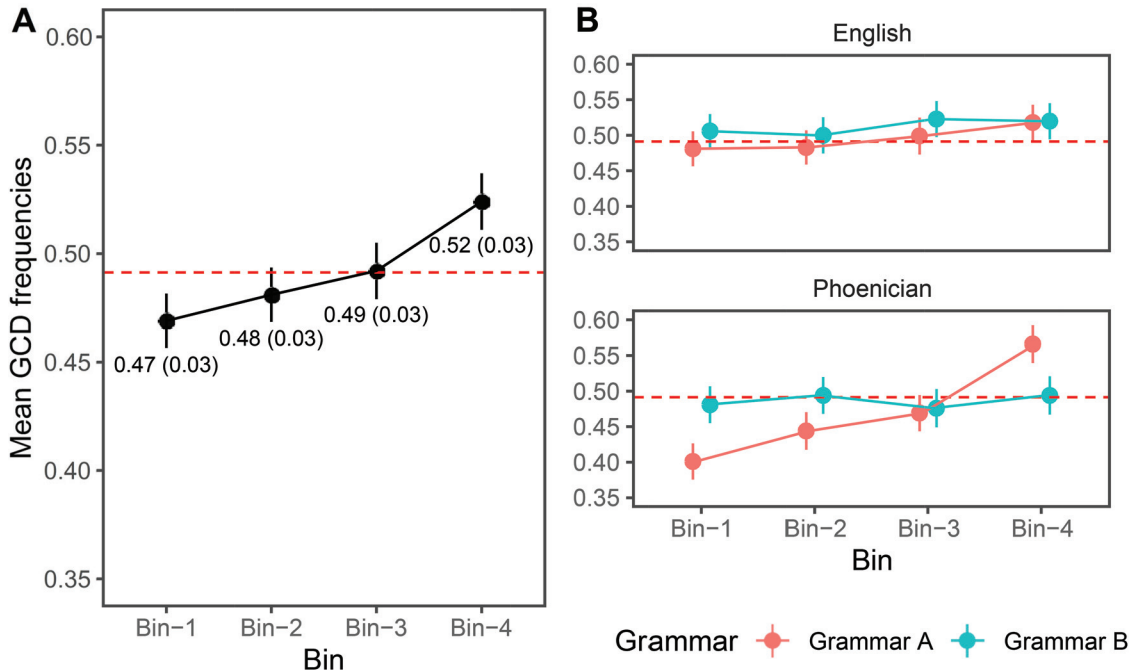 A
Mean GCD frequencies
0.60
0.55
0.50
0.45
0.40
0.35
0.47 (0.03)
0.48 (0.03)
0.49 (0.03)
0.52 (0.03)
Bin−1 Bin−2 Bin−3 Bin−4
Bin
B
English
0.60
0.55
0.50
0.45
0.40
0.35
Phoenician
0.60
0.55
0.50
0.45
0.40
0.35
Bin−1 Bin−2 Bin−3 Bin−4
Bin
Grammar Grammar A Grammar B